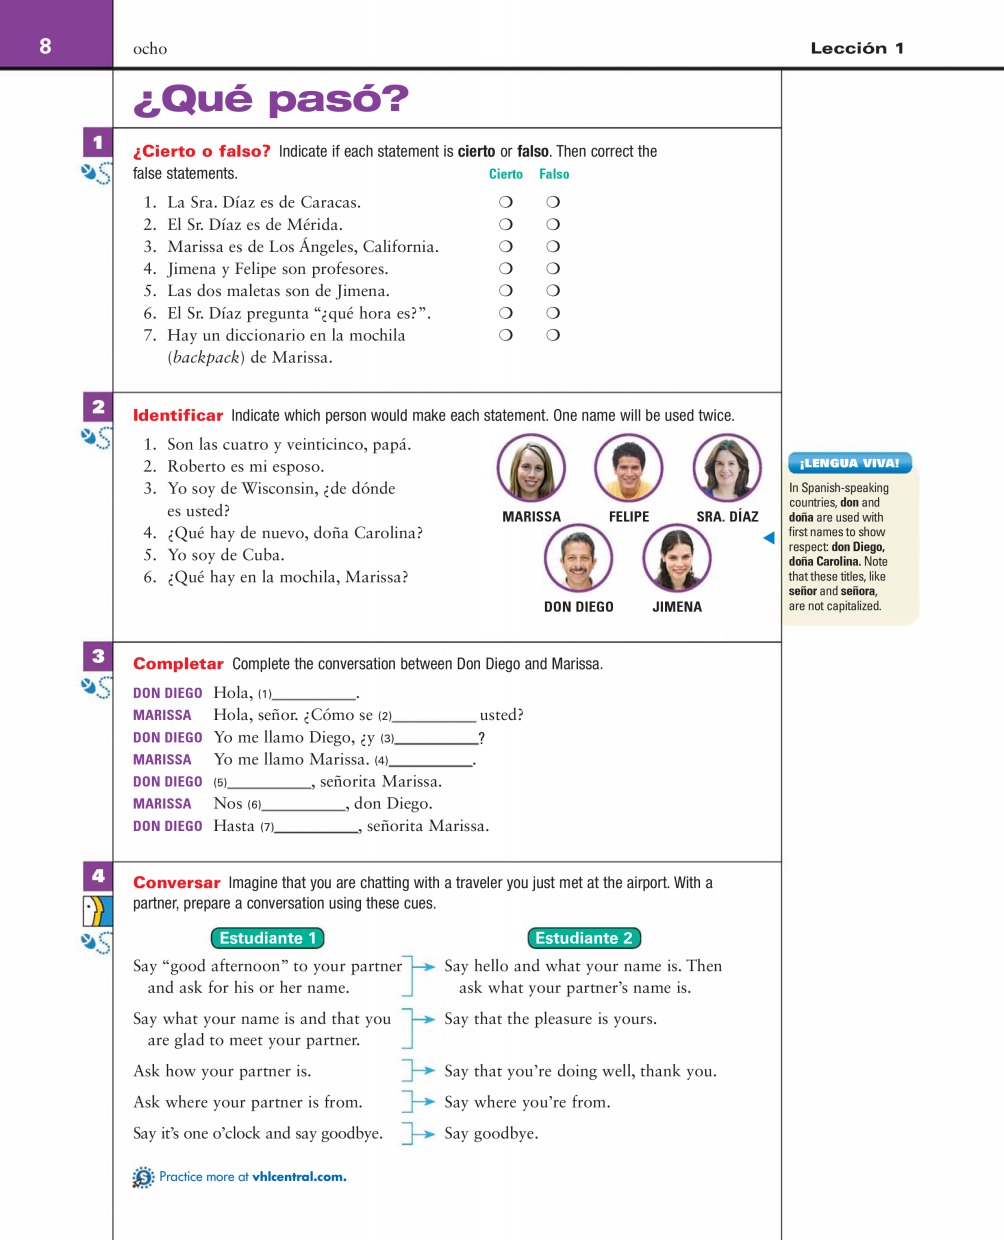 8
ocho
Lección 1
¿Qué pasó?
1
¿Cierto o falso? Indicate if each statement is cierto or falso. Then correct the
false statements.
Cierto Falso
1. La Sra. Díaz es de Caracas.
2. El Sr. Díaz es de Mérida.
3. Marissa es de Los Ángeles, California.
4. Jimena y Felipe son profesores.
5. Las dos maletas son de Jimena.
6. El Sr. Díaz pregunta “¿qué hora es?”.
7. Hay un diccionario en la mochila
(backpack) de Marissa.
2
Identificar Indicate which person would make each statement. One name will be used twice.
1. Son las cuatro y veinticinco, papá.
2. Roberto es mi esposo.
3. Yo soy de Wisconsin, ¿de dónde
es usted?
4. ¿Qué hay de nuevo, doña Carolina?
5. Yo soy de Cuba.
6. ¿Qué hay en la mochila, Marissa?
MARISSA FELIPE SRA. DÍAZ
DON DIEGO JIMENA
¡LENGUA VIVA!
In Spanish-speaking
countries, don and
doña are used with
first names to show
respect: don Diego,
doña Carolina. Note
that these titles, like
señor and señora,
are not capitalized.
3
Completar Complete the conversation between Don Diego and Marissa.
DON DIEGO Hola, (1)__________.
MARISSA Hola, señor. ¿Cómo se (2)__________ usted?
DON DIEGO Yo me llamo Diego, ¿y (3)__________?
MARISSA Yo me llamo Marissa. (4)__________.
DON DIEGO (5)__________, señorita Marissa.
MARISSA Nos (6)__________, don Diego.
DON DIEGO Hasta (7)__________, señorita Marissa.
4
Conversar Imagine that you are chatting with a traveler you just met at the airport. With a
partner, prepare a conversation using these cues.
Estudiante 1
Estudiante 2
Say “good afternoon” to your partner
and ask for his or her name.
Say hello and what your name is. Then
ask what your partner’s name is.
Say what your name is and that you
are glad to meet your partner.
Say that the pleasure is yours.
Ask how your partner is.
Say that you’re doing well, thank you.
Ask where your partner is from.
Say where you’re from.
Say it’s one o’clock and say goodbye.
Say goodbye.
Practice more at vhlcentral.com.